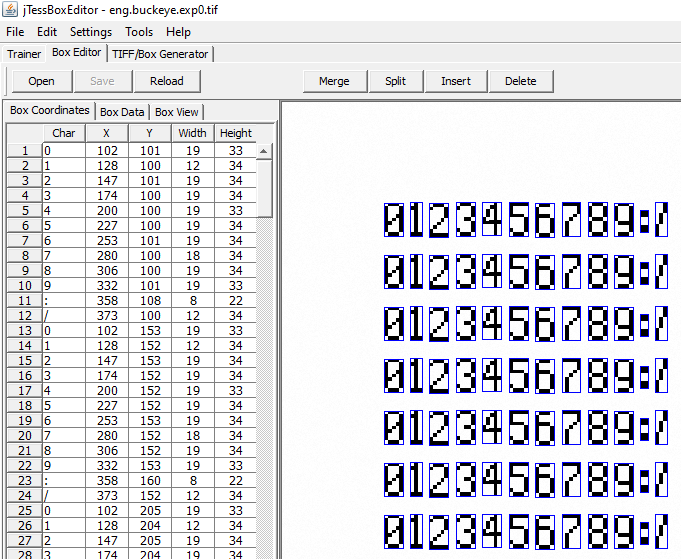 jTessBoxEditor - eng.buckeye.exp0.tif
File Edit Settings Tools Help
Trainer Box Editor TIFF/Box Generator
Open Save Reload Merge Split Insert Delete
Box Coordinates Box Data Box View
Char X Y Width Height
1 0 102 101 19 33
2 1 128 100 12 34
3 2 147 101 19 34
4 3 174 100 19 34
5 4 200 100 19 33
6 5 227 100 19 34
7 6 253 101 19 34
8 7 280 100 18 34
9 8 306 100 19 34
10 9 332 101 19 33
11 : 358 108 8 22
12 / 373 100 12 34
13 0 102 153 19 33
14 1 128 152 12 34
15 2 147 153 19 34
16 3 174 152 19 34
17 4 200 152 19 33
18 5 227 152 19 34
19 6 253 153 19 34
20 7 280 152 18 34
21 8 306 152 19 34
22 9 332 153 19 33
23 : 358 160 8 22
24 / 373 152 12 34
25 0 102 205 19 33
26 1 128 204 12 34
27 2 147 205 19 34
28 3 174 204 19 34
0123456789:/
0123456789:/
0123456789:/
0123456789:/
0123456789:/
0123456789:/
0123456789:/